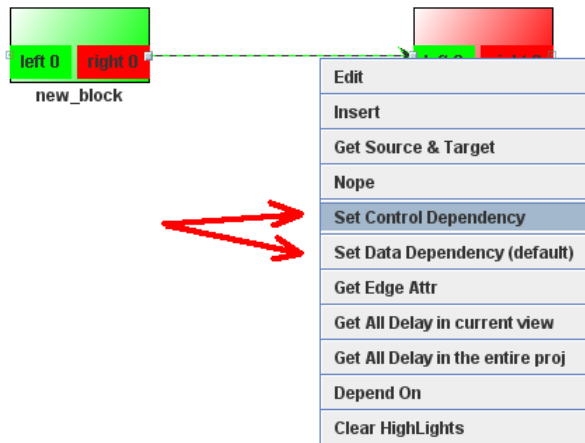 left 0 right 0
new_block
Edit
Insert
Get Source & Target
Nope
Set Control Dependency
Set Data Dependency (default)
Get Edge Attr
Get All Delay in current view
Get All Delay in the entire proj
Depend On
Clear HighLights